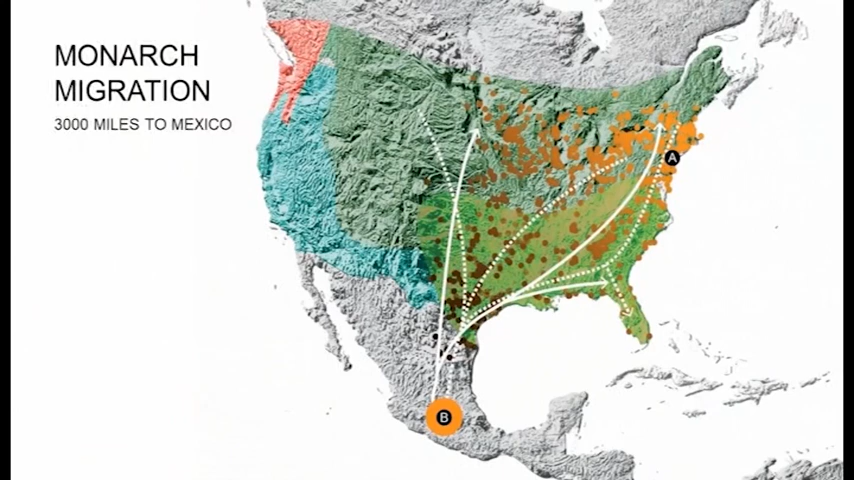 MONARCH
MIGRATION
3000 MILES TO MEXICO
A
B